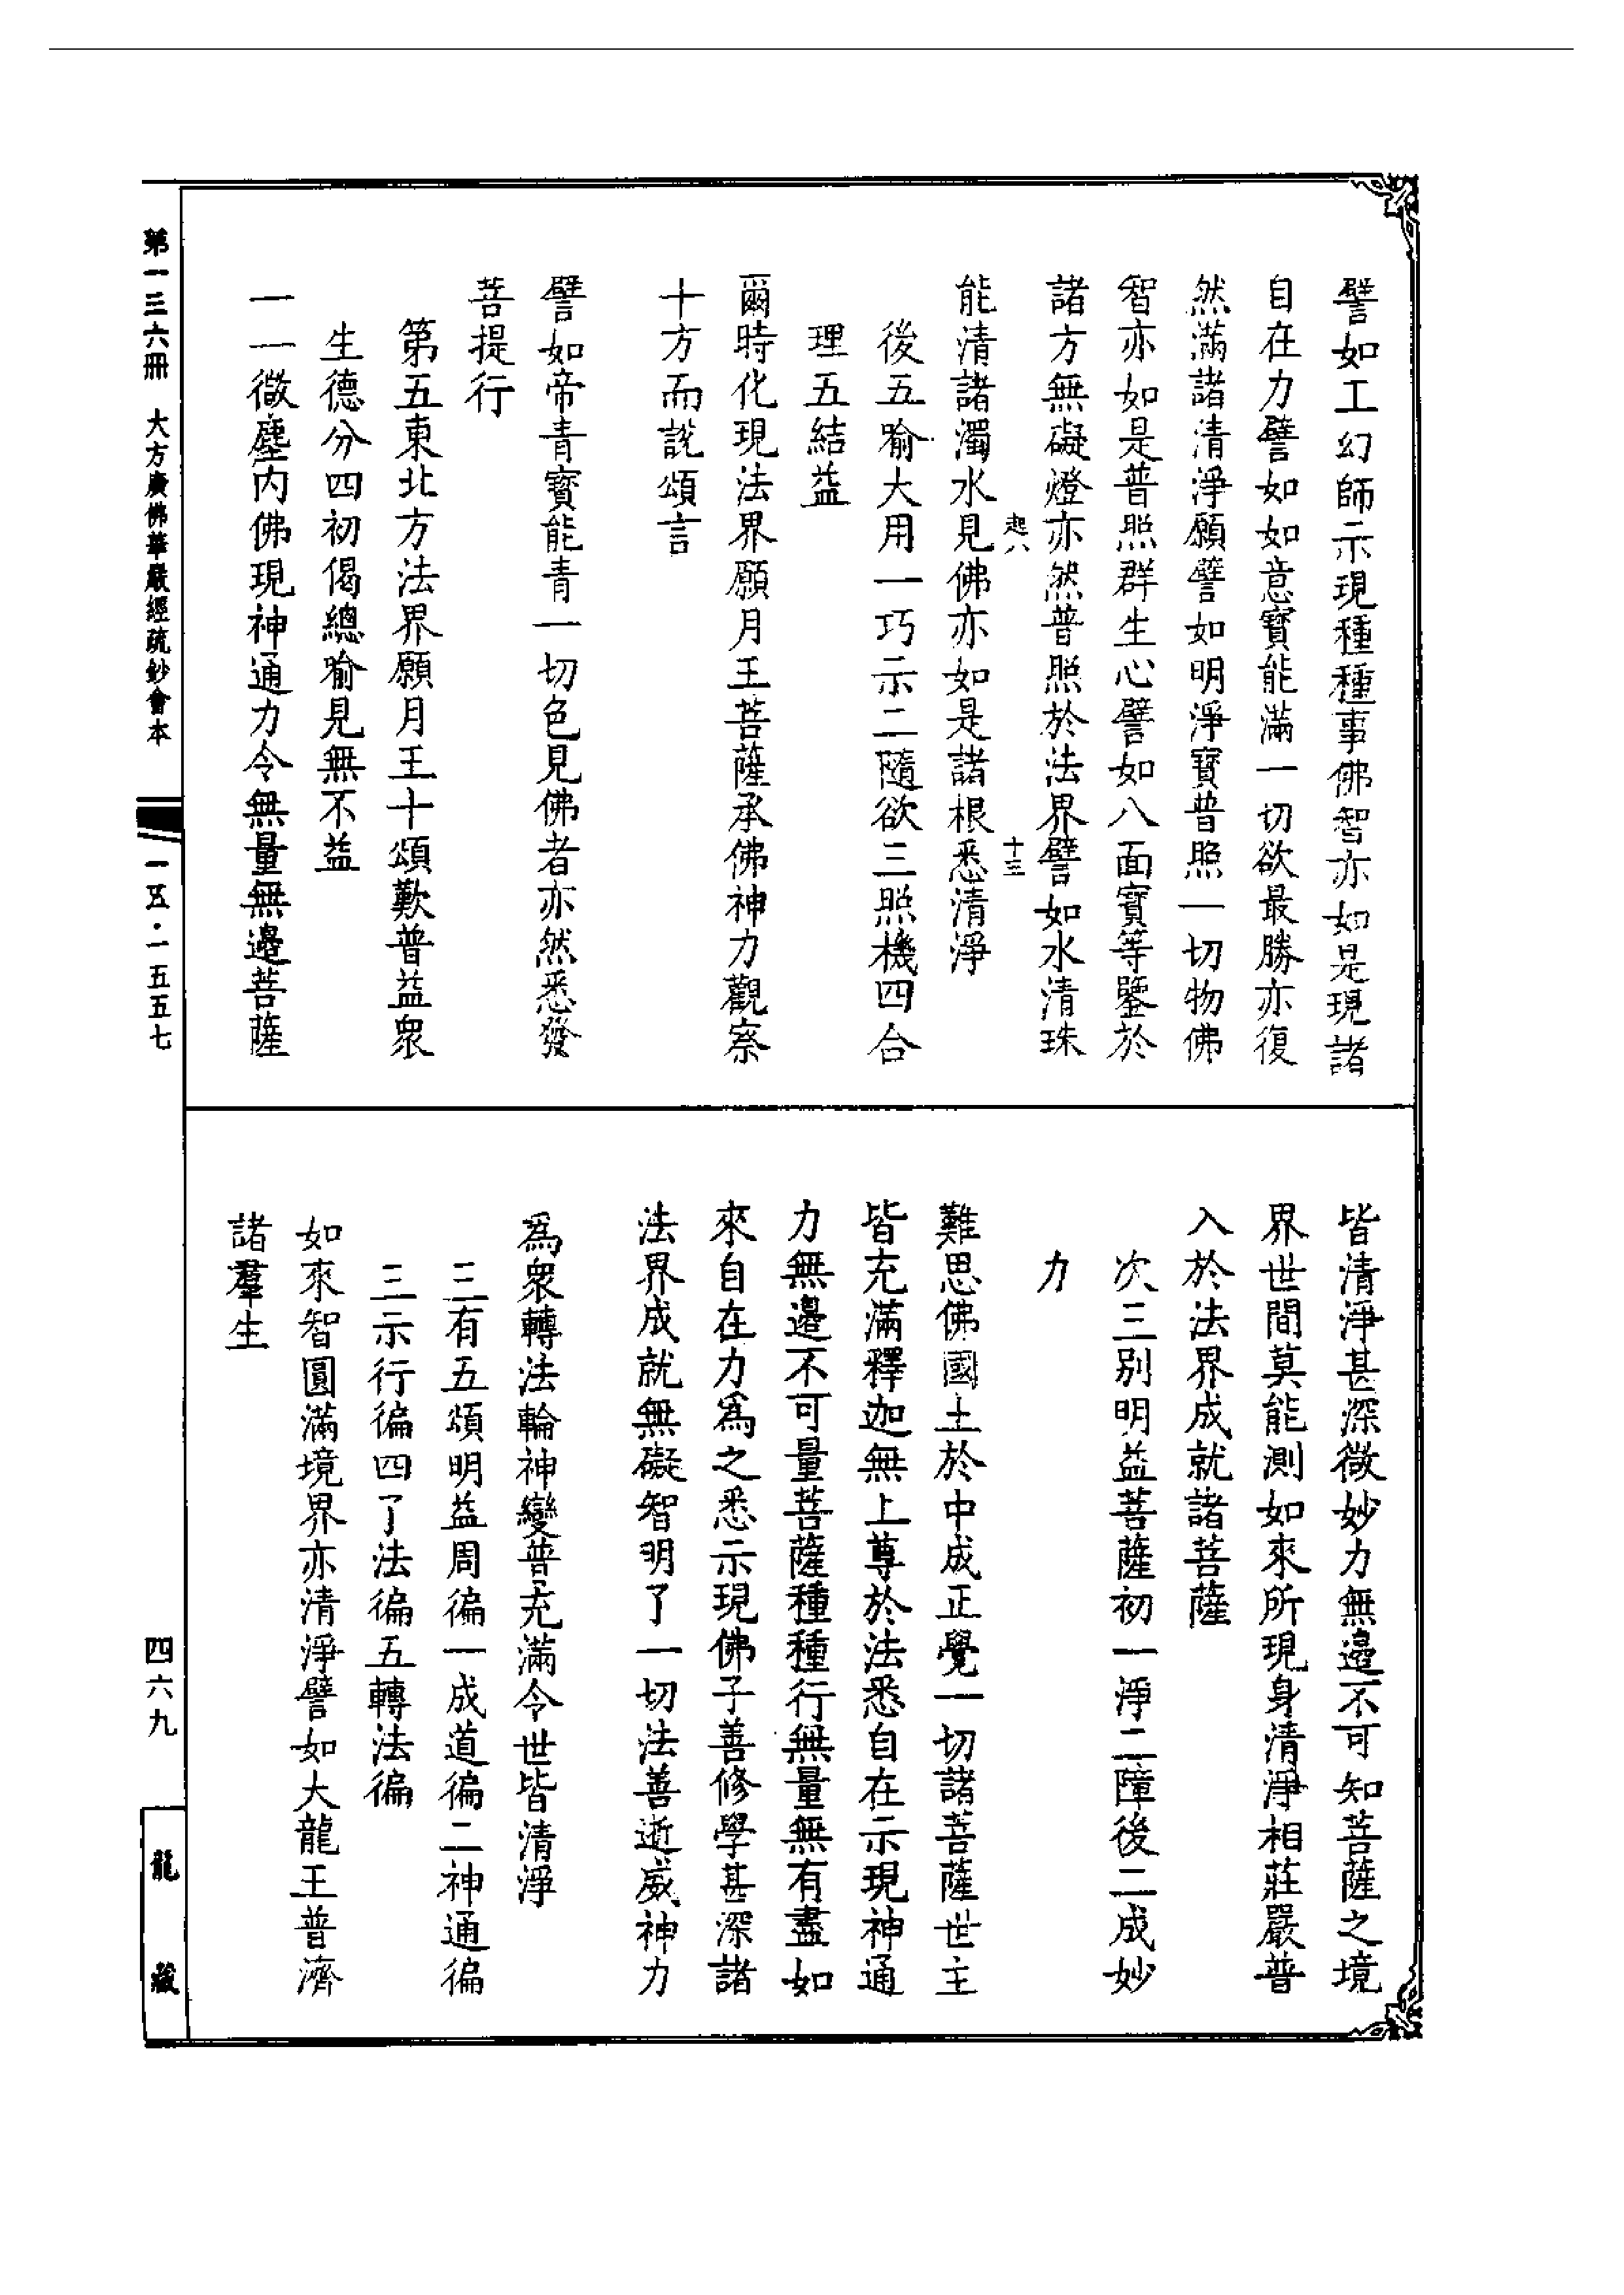 譬如工幻師示現種種事佛智亦如是現諸
自在力譬如如意寶能滿一切欲最勝亦復
然滿諸清淨願譬如明淨寶普照一切物佛
智亦如是普照群生心譬如八面寶等鑒於
諸方無礙燈亦然普照於法界譬如水清珠
起八 十三
能清諸濁水見佛亦如是諸根悉清淨
後五喻大用一巧示二隨欲三照機四合
理五結益
爾時化現法界願月王菩薩承佛神力觀察
十方而說頌言
譬如帝青寶能青一切色見佛者亦然悉發
菩提行
第五東北方法界願月王十頌歎普益衆
生德分四初偈總喻見無不益
一一微塵內佛現神通力令無量無邊菩薩
皆清淨甚深微妙力無邊不可知菩薩之境
界世間莫能測如來所現身清淨相莊嚴普
入於法界成就諸菩薩
次三別明益菩薩初一淨二障後二成妙
力
難思佛國土於中成正覺一切諸菩薩世主
皆充滿釋迦無上尊於法悉自在示現神通
力無邊不可量菩薩種種行無量無有盡如
來自在力為之悉示現佛子善修學甚深諸
法界成就無礙智明了一切法善逝威神力
為衆轉法輪神變普充滿令世皆清淨
三有五頌明益周徧一成道徧二神通徧
三示行徧四了法徧五轉法徧
如來智圓滿境界亦清淨譬如大龍王普濟
諸羣生
第一三六冊 大方廣佛華嚴經疏鈔會本
一五·一五五七
四六九
龍藏